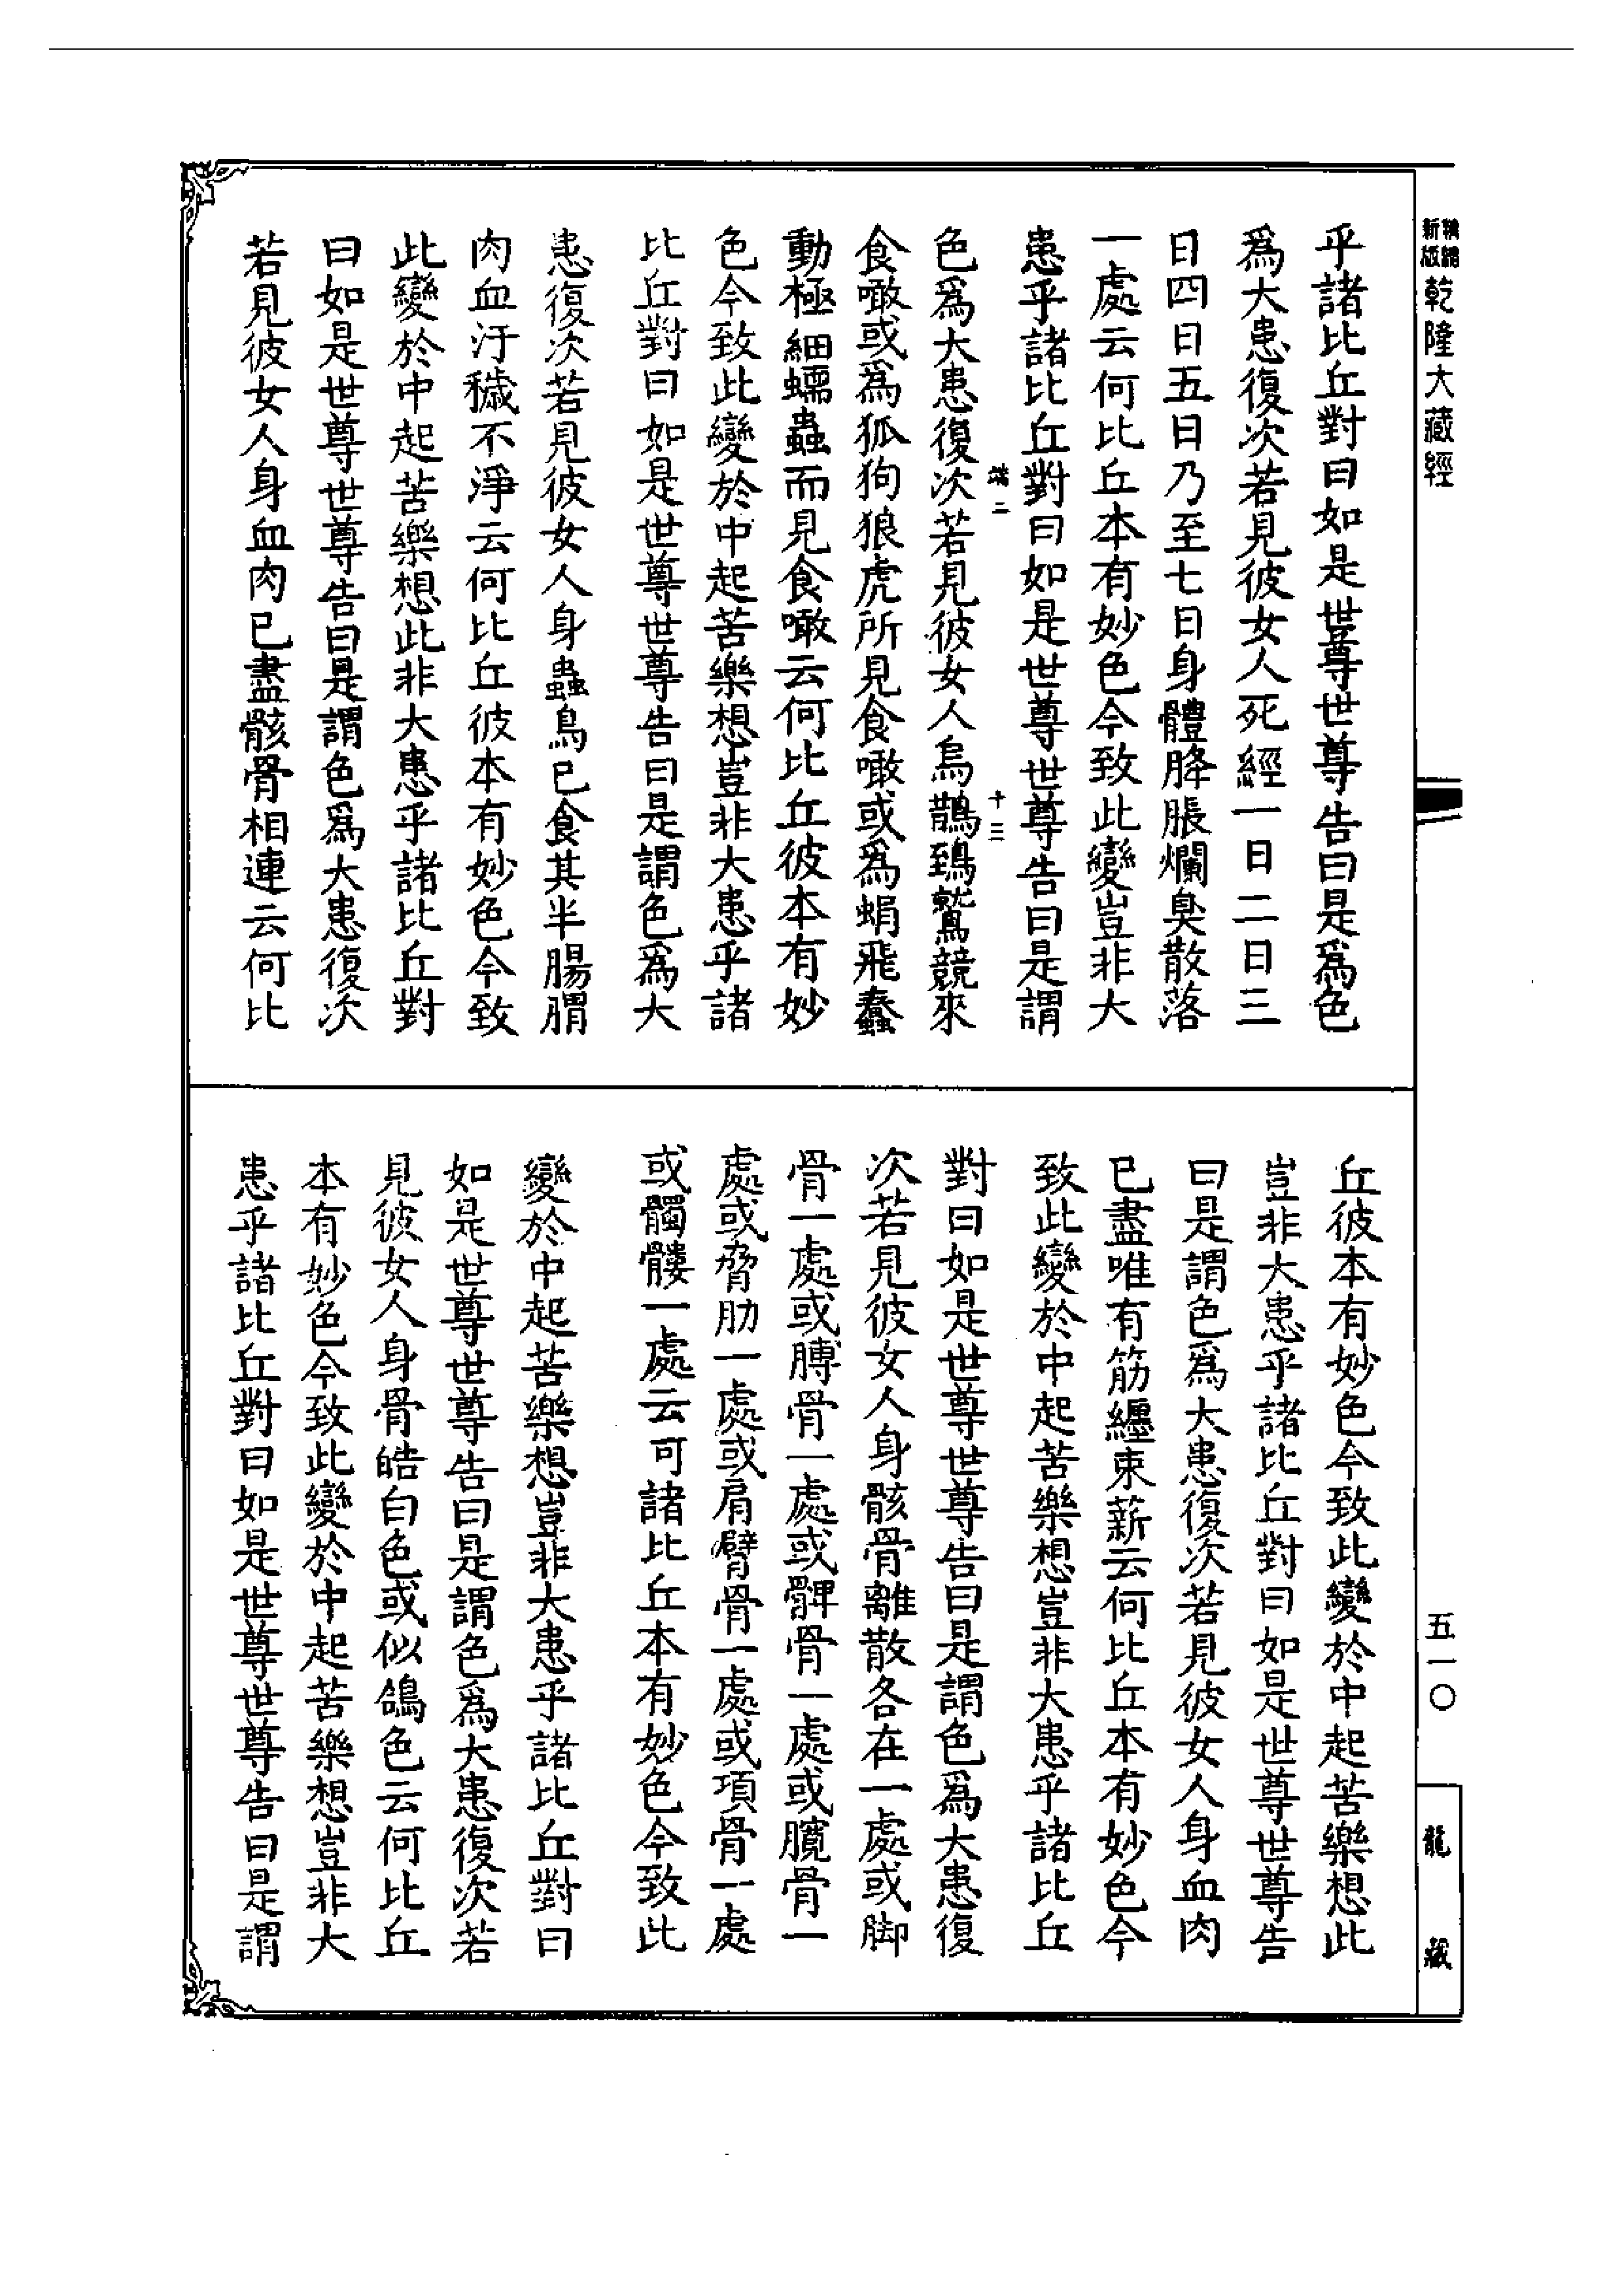 新版精縮乾隆大藏經
乎諸比丘對曰如是世尊世尊告曰是爲色
爲大患復次若見彼女人死經一日二日三
日四日五日乃至七日身體胮脹爛臭散落
一處云何比丘本有妙色今致此變豈非大
患乎諸比丘對曰如是世尊世尊告曰是謂
二 十三
色爲大患復次若見彼女人烏鵲鵄鷲競來
食噉或爲狐狗狼虎所見食噉或爲蜎飛蠢
動極細蠕蟲而見食噉云何比丘彼本有妙
色今致此變於中起苦樂想豈非大患乎諸
比丘對曰如是世尊世尊告曰是謂色爲大
患復次若見彼女人身蟲鳥已食其半腸胃
肉血汙穢不淨云何比丘彼本有妙色今致
此變於中起苦樂想此非大患乎諸比丘對
曰如是世尊世尊告曰是謂色爲大患復次
若見彼女人身血肉已盡骸骨相連云何比
丘彼本有妙色今致此變於中起苦樂想此
豈非大患乎諸比丘對曰如是世尊世尊告
曰是謂色爲大患復次若見彼女人身血肉
已盡唯有筋纏束薪云何比丘本有妙色今
致此變於中起苦樂想豈非大患乎諸比丘
對曰如是世尊世尊告曰是謂色爲大患復
次若見彼女人身骸骨離散各在一處或脚
骨一處或膊骨一處或髀骨一處或臗骨一
處或脅肋一處或肩臂骨一處或項骨一處
或髑髏一處云可諸比丘本有妙色今致此
變於中起苦樂想豈非大患乎諸比丘對曰
如是世尊世尊告曰是謂色爲大患復次若
見彼女人身骨皓白色或似鴿色云何比丘
本有妙色今致此變於中起苦樂想豈非大
患乎諸比丘對曰如是世尊世尊告曰是謂
五一〇
龍藏